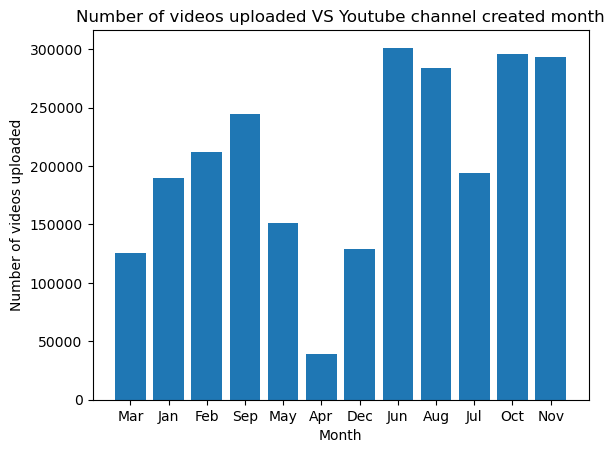 Number of videos uploaded VS Youtube channel created month
Number of videos uploaded
300000
250000
200000
150000
100000
50000
0
Mar Jan Feb Sep May Apr Dec Jun Aug Jul Oct Nov
Month